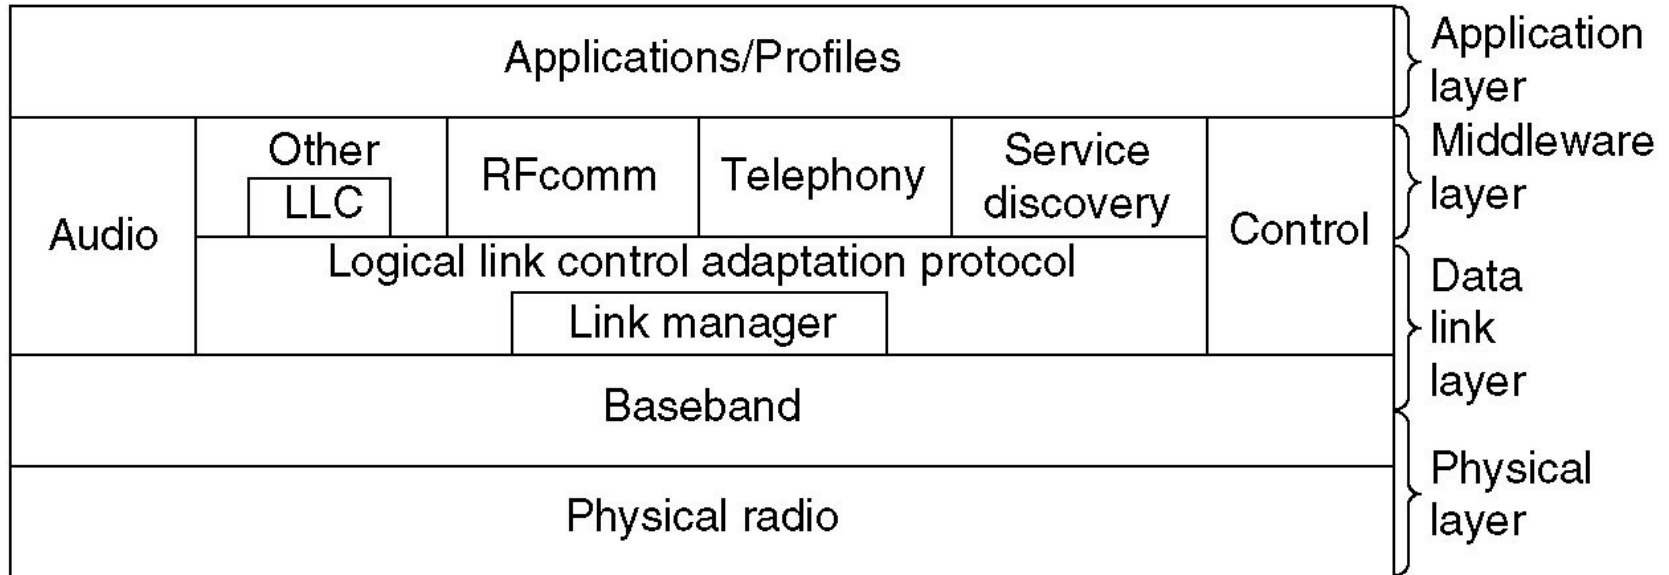 Applications/Profiles
Application
layer
Audio
Other
LLC
RFcomm
Telephony
Service
discovery
Control
Middleware
layer
Logical link control adaptation protocol
Link manager
Data
link
layer
Baseband
Physical radio
Physical
layer